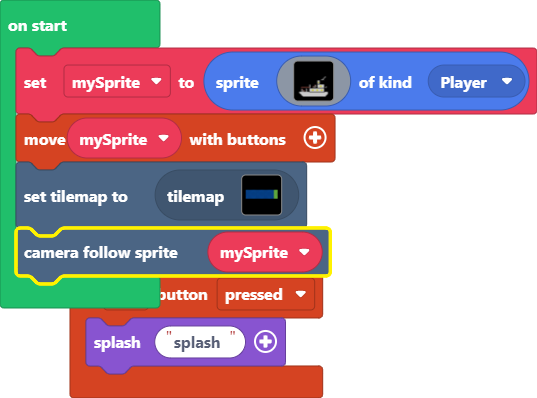 on start
set mySprite to sprite of kind Player
move mySprite with buttons
set tilemap to tilemap
camera follow sprite mySprite
button pressed
splash "splash"